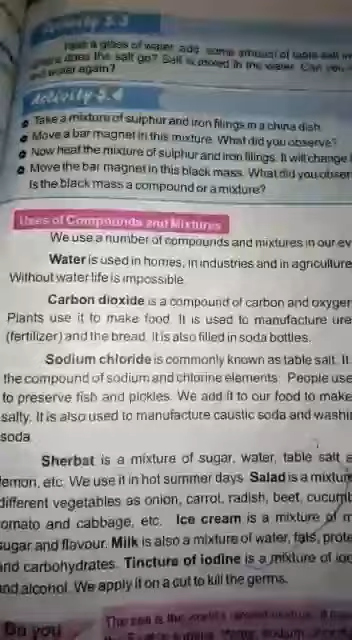 Activity 5.3
Take a glass of water, add some amount of table salt in
does the salt go? Salt is mixed in the water. Can you
water again?
Activity 5.4
Take a mixture of sulphur and iron filings in a china dish.
Move a bar magnet in this mixture. What did you observe?
Now heat the mixture of sulphur and iron filings. It will change
Move the bar magnet in this black mass. What did you obser
Is the black mass a compound or a mixture?
Uses of Compounds and Mixtures
We use a number of compounds and mixtures in our ev
Water is used in homes, in industries and in agriculture
Without water life is impossible.
Carbon dioxide is a compound of carbon and oxygen
Plants use it to make food. It is used to manufacture ure
(fertilizer) and the bread. It is also filled in soda bottles.
Sodium chloride is commonly known as table salt. It
the compound of sodium and chlorine elements. People use
to preserve fish and pickles. We add it to our food to make
salty. It is also used to manufacture caustic soda and washi
soda.
Sherbat is a mixture of sugar, water, table salt a
lemon, etc. We use it in hot summer days. Salad is a mixture
different vegetables as onion, carrot, radish, beet, cucumb
omato and cabbage, etc. Ice cream is a mixture of m
sugar and flavour. Milk is also a mixture of water, fats, prote
and carbohydrates. Tincture of iodine is a mixture of iod
and alcohol. We apply it on a cut to kill the germs.
Do you
The sea is the world's largest